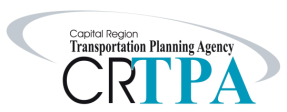 Capital Region
Transportation Planning Agency
CRTPA